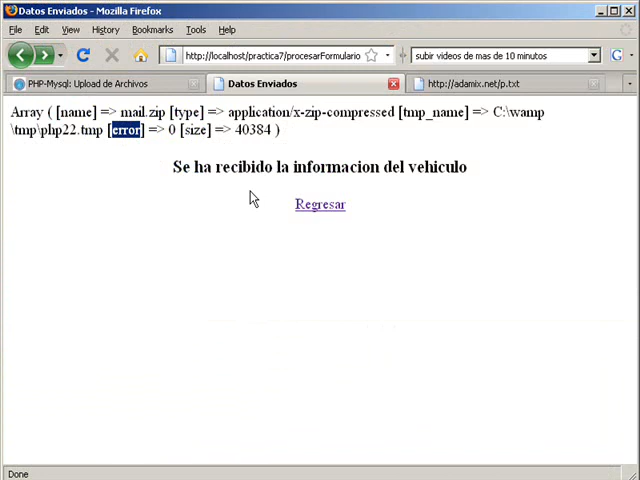 Datos Enviados - Mozilla Firefox
File Edit View History Bookmarks Tools Help
http://localhost/practica7/procesarFormulario
subir videos de mas de 10 minutos
G
PHP-Mysql: Upload de Archivos
Datos Enviados
http://adamix.net/p.txt
Array ( [name] => mail.zip [type] => application/x-zip-compressed [tmp_name] => C:\wamp
\tmp\php22.tmp [error] => 0 [size] => 40384 )
Se ha recibido la informacion del vehiculo
Regresar
Done